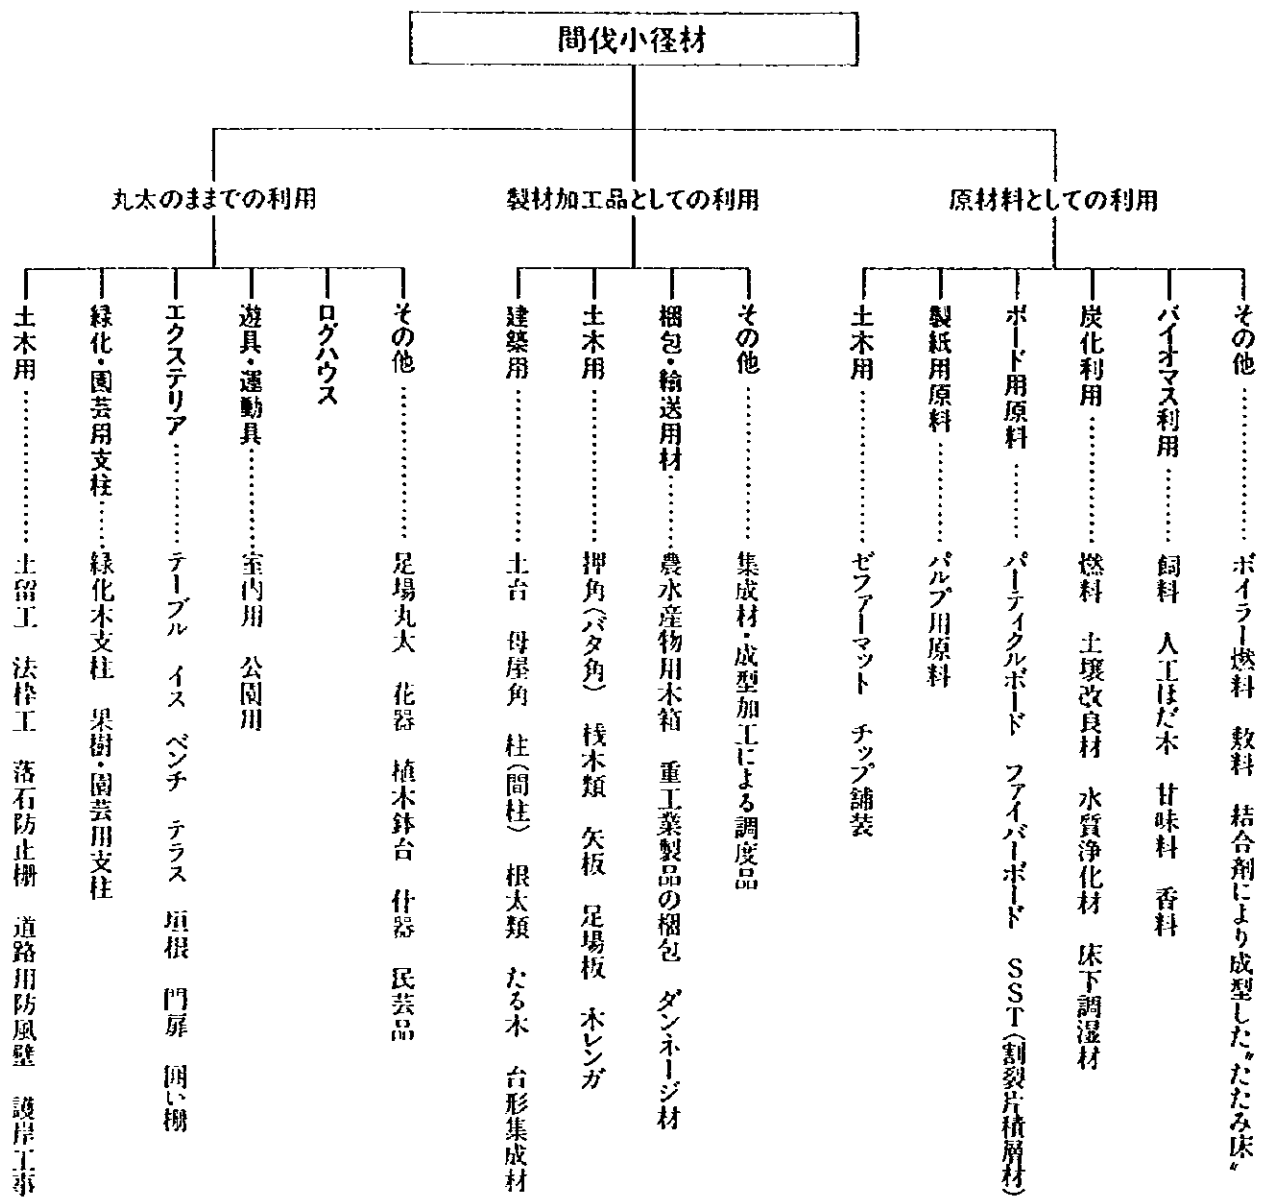 間伐小径材
丸太のままでの利用
土木用…………土留工　法枠工　落石防止柵　道路用防風壁　護岸工事
緑化・園芸用支柱……緑化木支柱　果樹・園芸用支柱
エクステリア…………テーブル　イス　ベンチ　テラス　垣根　門扉　囲い柵
遊具・運動具…………室内用　公園用
ログハウス
その他…………足場丸太　花器　植木鉢台　什器　民芸品
製材加工品としての利用
建築用…………土台　母屋角　柱(間柱)　根太類　たる木　台形集成材
土木用…………押角(バタ角)　桟木類　矢板　足場板　木レンガ
梱包・輸送用材………農水産物用木箱　重工業製品の梱包　ダンネージ材
その他…………集成材・成型加工による調度品
原材料としての利用
土木用…………ゼファーマット　チップ舗装
製紙用原料…………パルプ用原料
ボード用原料………パーティクルボード　ファイバーボード　SST(割裂片積層材)
炭化利用…………燃料　土壌改良材　水質浄化材　床下調湿材
バイオマス利用………飼料　人工ほだ木　甘味料　香料
その他…………ボイラー燃料　敷料　結合剤により成型した〝たたみ床〟